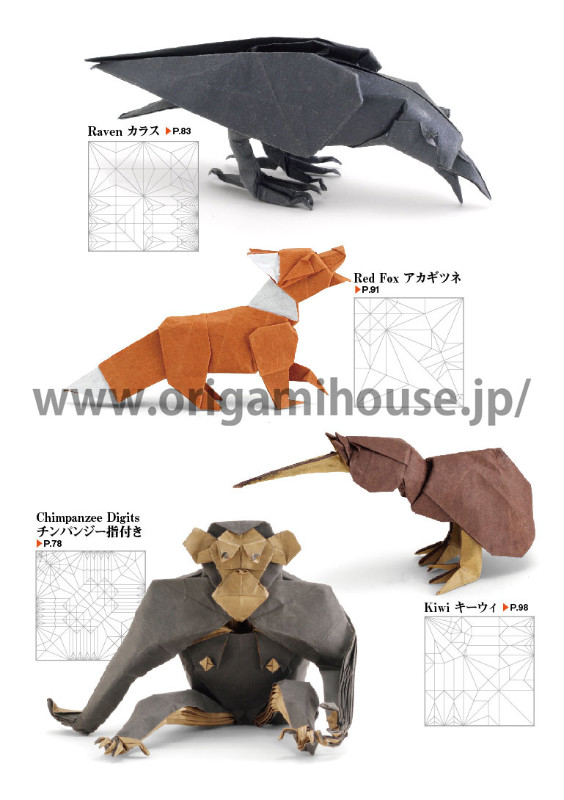 Raven カラス ▶P.83
Red Fox アカギツネ
▶P.91
www.origamihouse.jp/
Chimpanzee Digits
チンパンジー指付き
▶P.78
Kiwi キーウィ ▶P.98